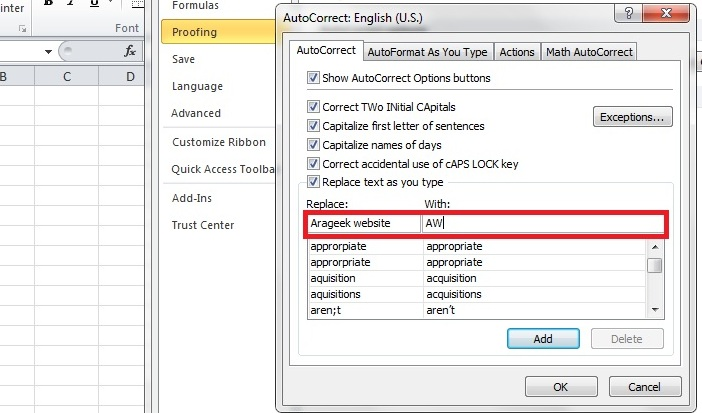 Formulas
Proofing
Save
Language
Advanced
Customize Ribbon
Quick Access Toolba
Add-Ins
Trust Center
inter
Font
fx
B C D
AutoCorrect: English (U.S.)
AutoCorrect AutoFormat As You Type Actions Math AutoCorrect
Show AutoCorrect Options buttons
Correct TWo INitial CApitals
Capitalize first letter of sentences
Capitalize names of days
Correct accidental use of cAPS LOCK key
Exceptions...
Replace text as you type
Replace: With:
Arageek website AW
approrpiate appropriate
approrpriate appropriate
aquisition acquisition
aquisitions acquisitions
aren;t aren't
Add Delete
OK Cancel